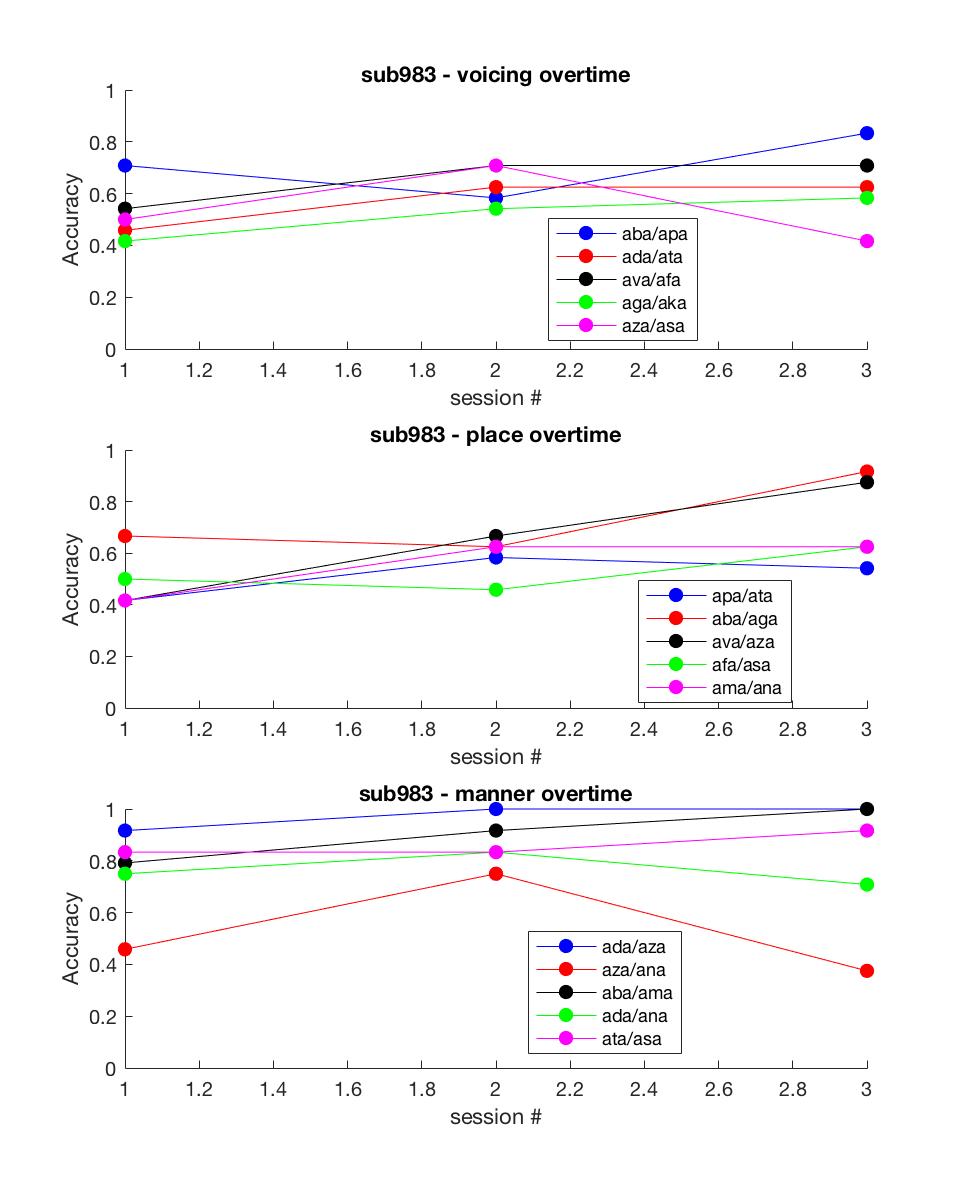 sub983 - voicing overtime
1
0.8
0.6
0.4
0.2
0
Accuracy
aba/apa
ada/ata
ava/afa
aga/aka
aza/asa
1 1.2 1.4 1.6 1.8 2 2.2 2.4 2.6 2.8 3
session #
sub983 - place overtime
1
0.8
0.6
0.4
0.2
0
Accuracy
apa/ata
aba/aga
ava/aza
afa/asa
ama/ana
1 1.2 1.4 1.6 1.8 2 2.2 2.4 2.6 2.8 3
session #
sub983 - manner overtime
1
0.8
0.6
0.4
0.2
0
Accuracy
ada/aza
aza/ana
aba/ama
ada/ana
ata/asa
1 1.2 1.4 1.6 1.8 2 2.2 2.4 2.6 2.8 3
session #